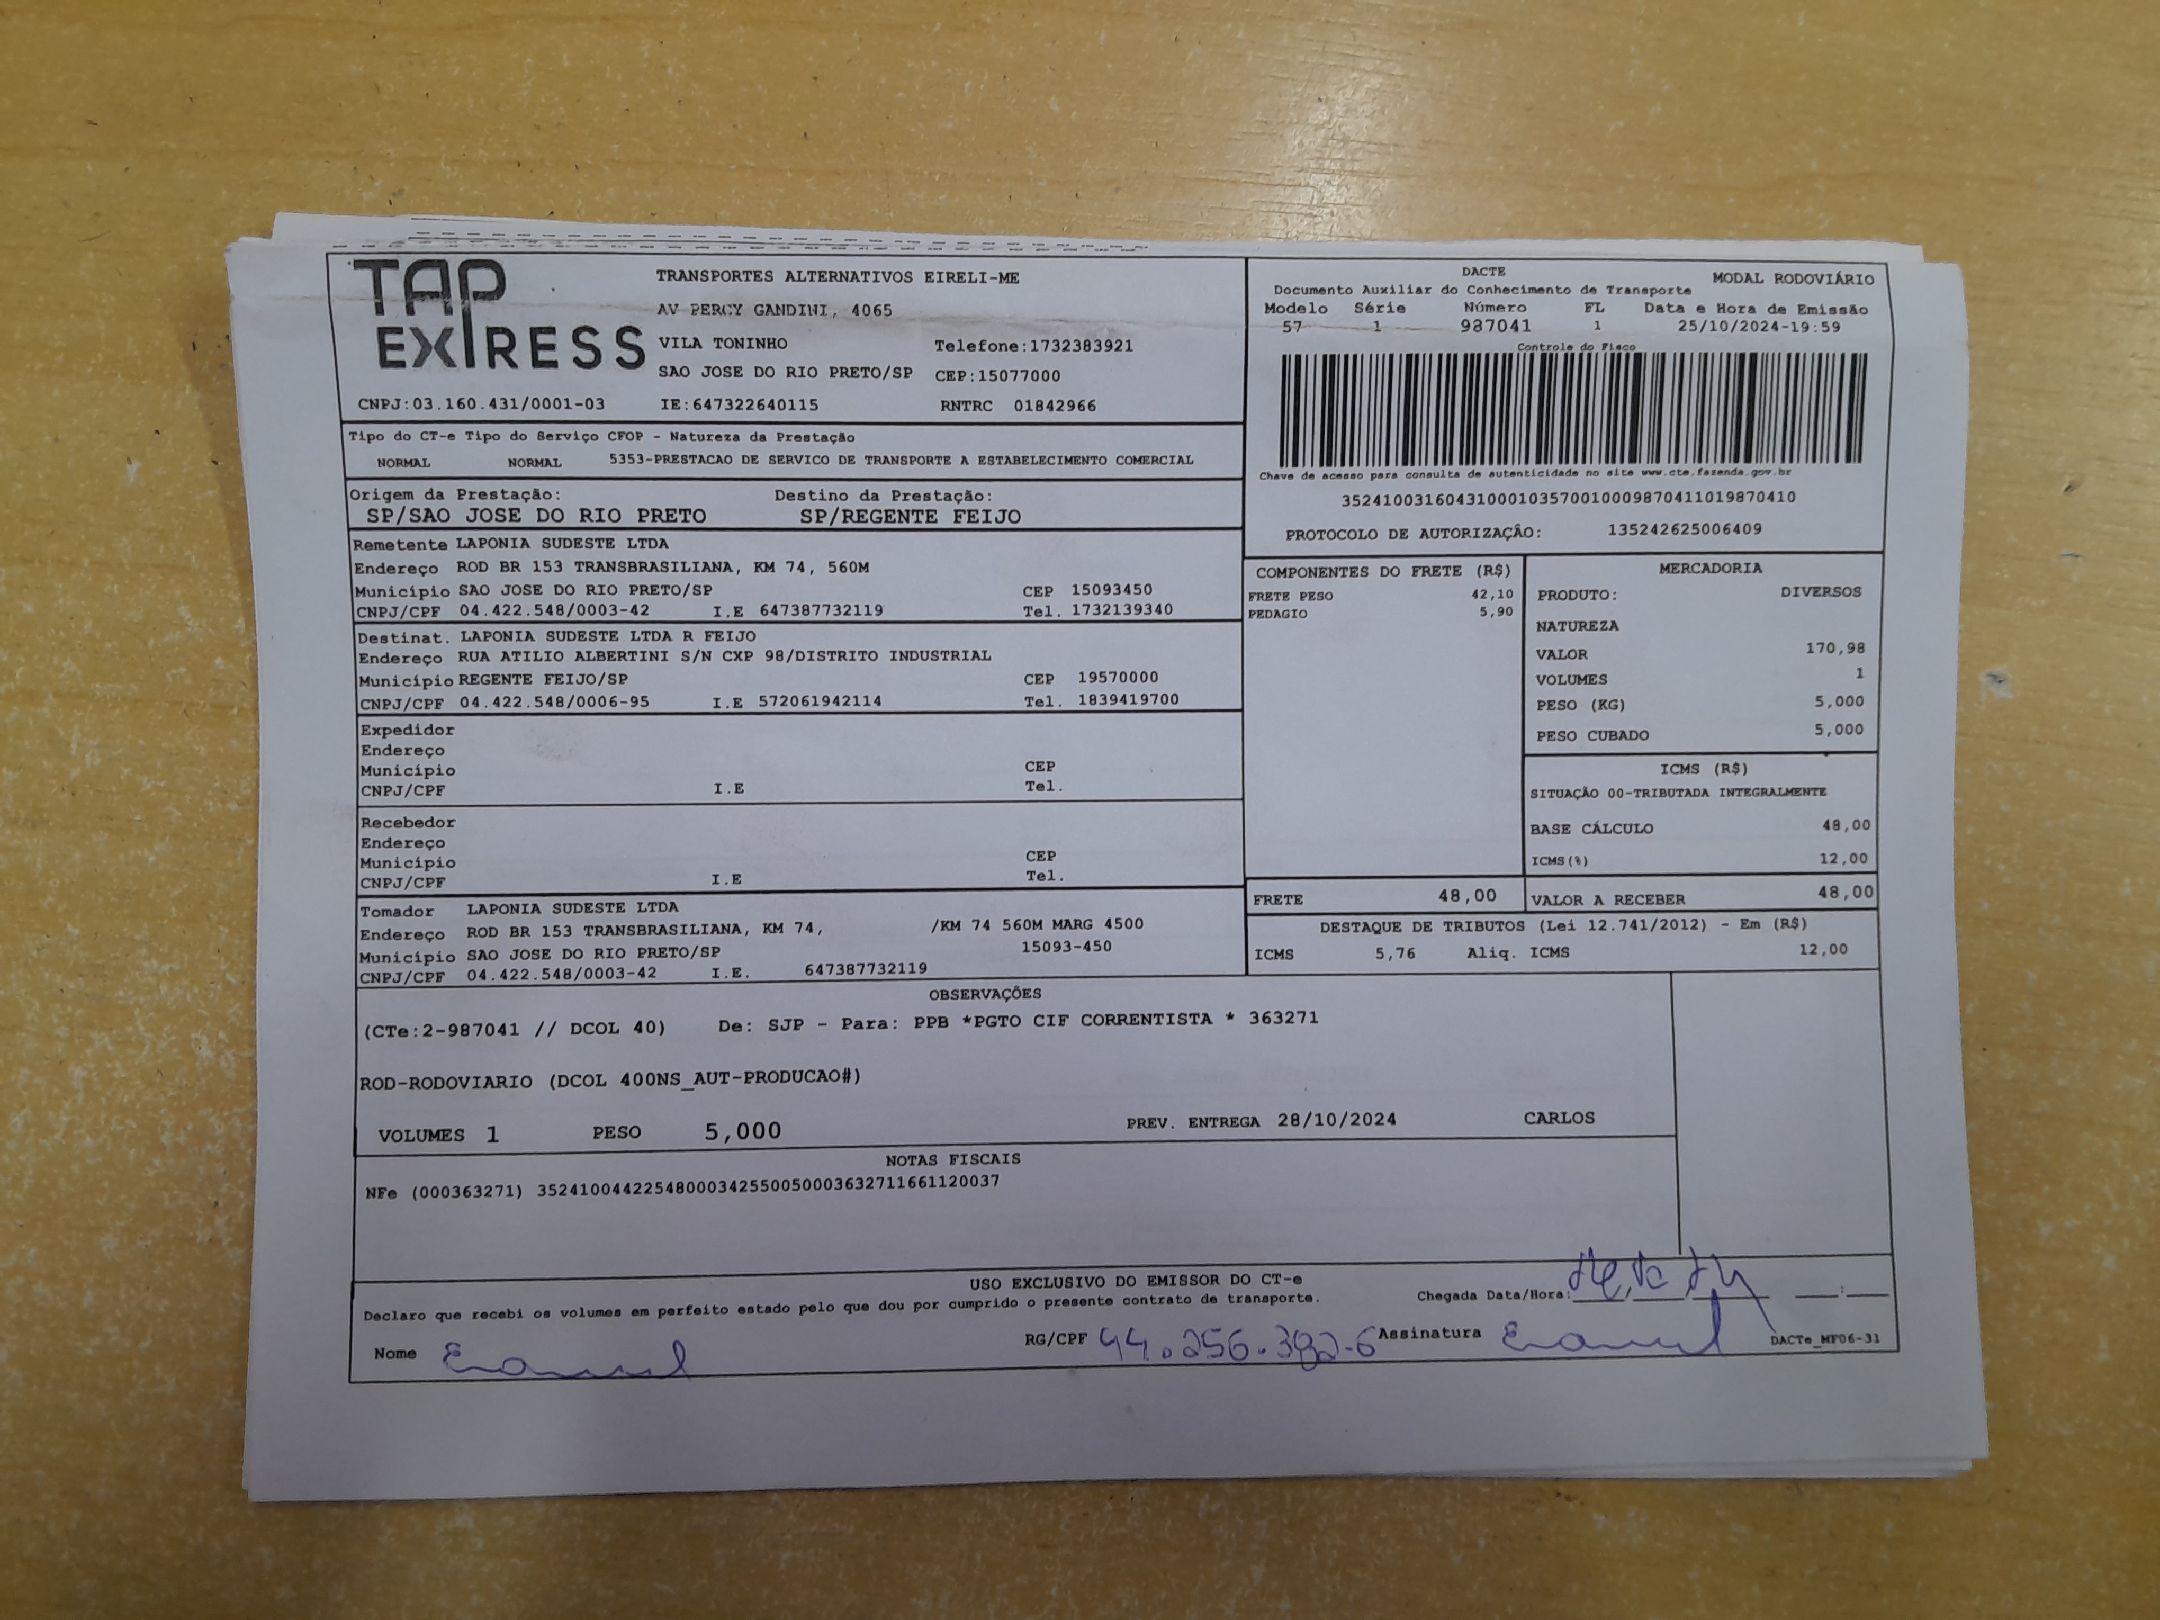 TAP EXPRESS
TRANSPORTES ALTERNATIVOS EIRELI-ME
AV PERCY GANDINI, 4065
VILA TONINHO Telefone:1732383921
SAO JOSE DO RIO PRETO/SP CEP:15077000
CNPJ:03.160.431/0001-03 IE:647322640115 RNTRC 01842966
DACTE MODAL RODOVIÁRIO
Documento Auxiliar do Conhecimento de Transporte
Modelo Série Número FL Data e Hora de Emissão
57 1 987041 1 25/10/2024-19:59
Controle do Fisco
Chave de acesso para consulta de autenticidade no site www.cte.fazenda.gov.br
35241003160431000103570010009870411019870410
PROTOCOLO DE AUTORIZAÇÃO: 135242625006409
Tipo do CT-e Tipo do Serviço CFOP - Natureza da Prestação
NORMAL NORMAL 5353-PRESTACAO DE SERVICO DE TRANSPORTE A ESTABELECIMENTO COMERCIAL
Origem da Prestação: Destino da Prestação:
SP/SAO JOSE DO RIO PRETO SP/REGENTE FEIJO
Remetente LAPONIA SUDESTE LTDA
Endereço ROD BR 153 TRANSBRASILIANA, KM 74, 560M
Município SAO JOSE DO RIO PRETO/SP CEP 15093450
CNPJ/CPF 04.422.548/0003-42 I.E 647387732119 Tel. 1732139340
Destinat. LAPONIA SUDESTE LTDA R FEIJO
Endereço RUA ATILIO ALBERTINI S/N CXP 98/DISTRITO INDUSTRIAL
Município REGENTE FEIJO/SP CEP 19570000
CNPJ/CPF 04.422.548/0006-95 I.E 572061942114 Tel. 1839419700
Expedidor
Endereço
Município CEP
CNPJ/CPF I.E Tel.
Recebedor
Endereço
Município CEP
CNPJ/CPF I.E Tel.
Tomador LAPONIA SUDESTE LTDA
Endereço ROD BR 153 TRANSBRASILIANA, KM 74, /KM 74 560M MARG 4500
Município SAO JOSE DO RIO PRETO/SP 15093-450
CNPJ/CPF 04.422.548/0003-42 I.E. 647387732119
COMPONENTES DO FRETE (R$)
FRETE PESO 42,10
PEDAGIO 5,90
MERCADORIA
PRODUTO: DIVERSOS
NATUREZA
VALOR 170,98
VOLUMES 1
PESO (KG) 5,000
PESO CUBADO 5,000
ICMS (R$)
SITUAÇÃO 00-TRIBUTADA INTEGRALMENTE
BASE CÁLCULO 48,00
ICMS(%) 12,00
FRETE 48,00 VALOR A RECEBER 48,00
DESTAQUE DE TRIBUTOS (Lei 12.741/2012) - Em (R$)
ICMS 5,76 Aliq. ICMS 12,00
OBSERVAÇÕES
(CTe:2-987041 // DCOL 40) De: SJP - Para: PPB *PGTO CIF CORRENTISTA * 363271
ROD-RODOVIARIO (DCOL 400NS_AUT-PRODUCAO#)
VOLUMES 1 PESO 5,000 PREV. ENTREGA 28/10/2024 CARLOS
NOTAS FISCAIS
NFe (000363271) 35241004422548000342550050003632711661120037
USO EXCLUSIVO DO EMISSOR DO CT-e
Declaro que recebi os volumes em perfeito estado pelo que dou por cumprido o presente contrato de transporte. Chegada Data/Hora:
Nome RG/CPF Assinatura DACTe_MF06-31